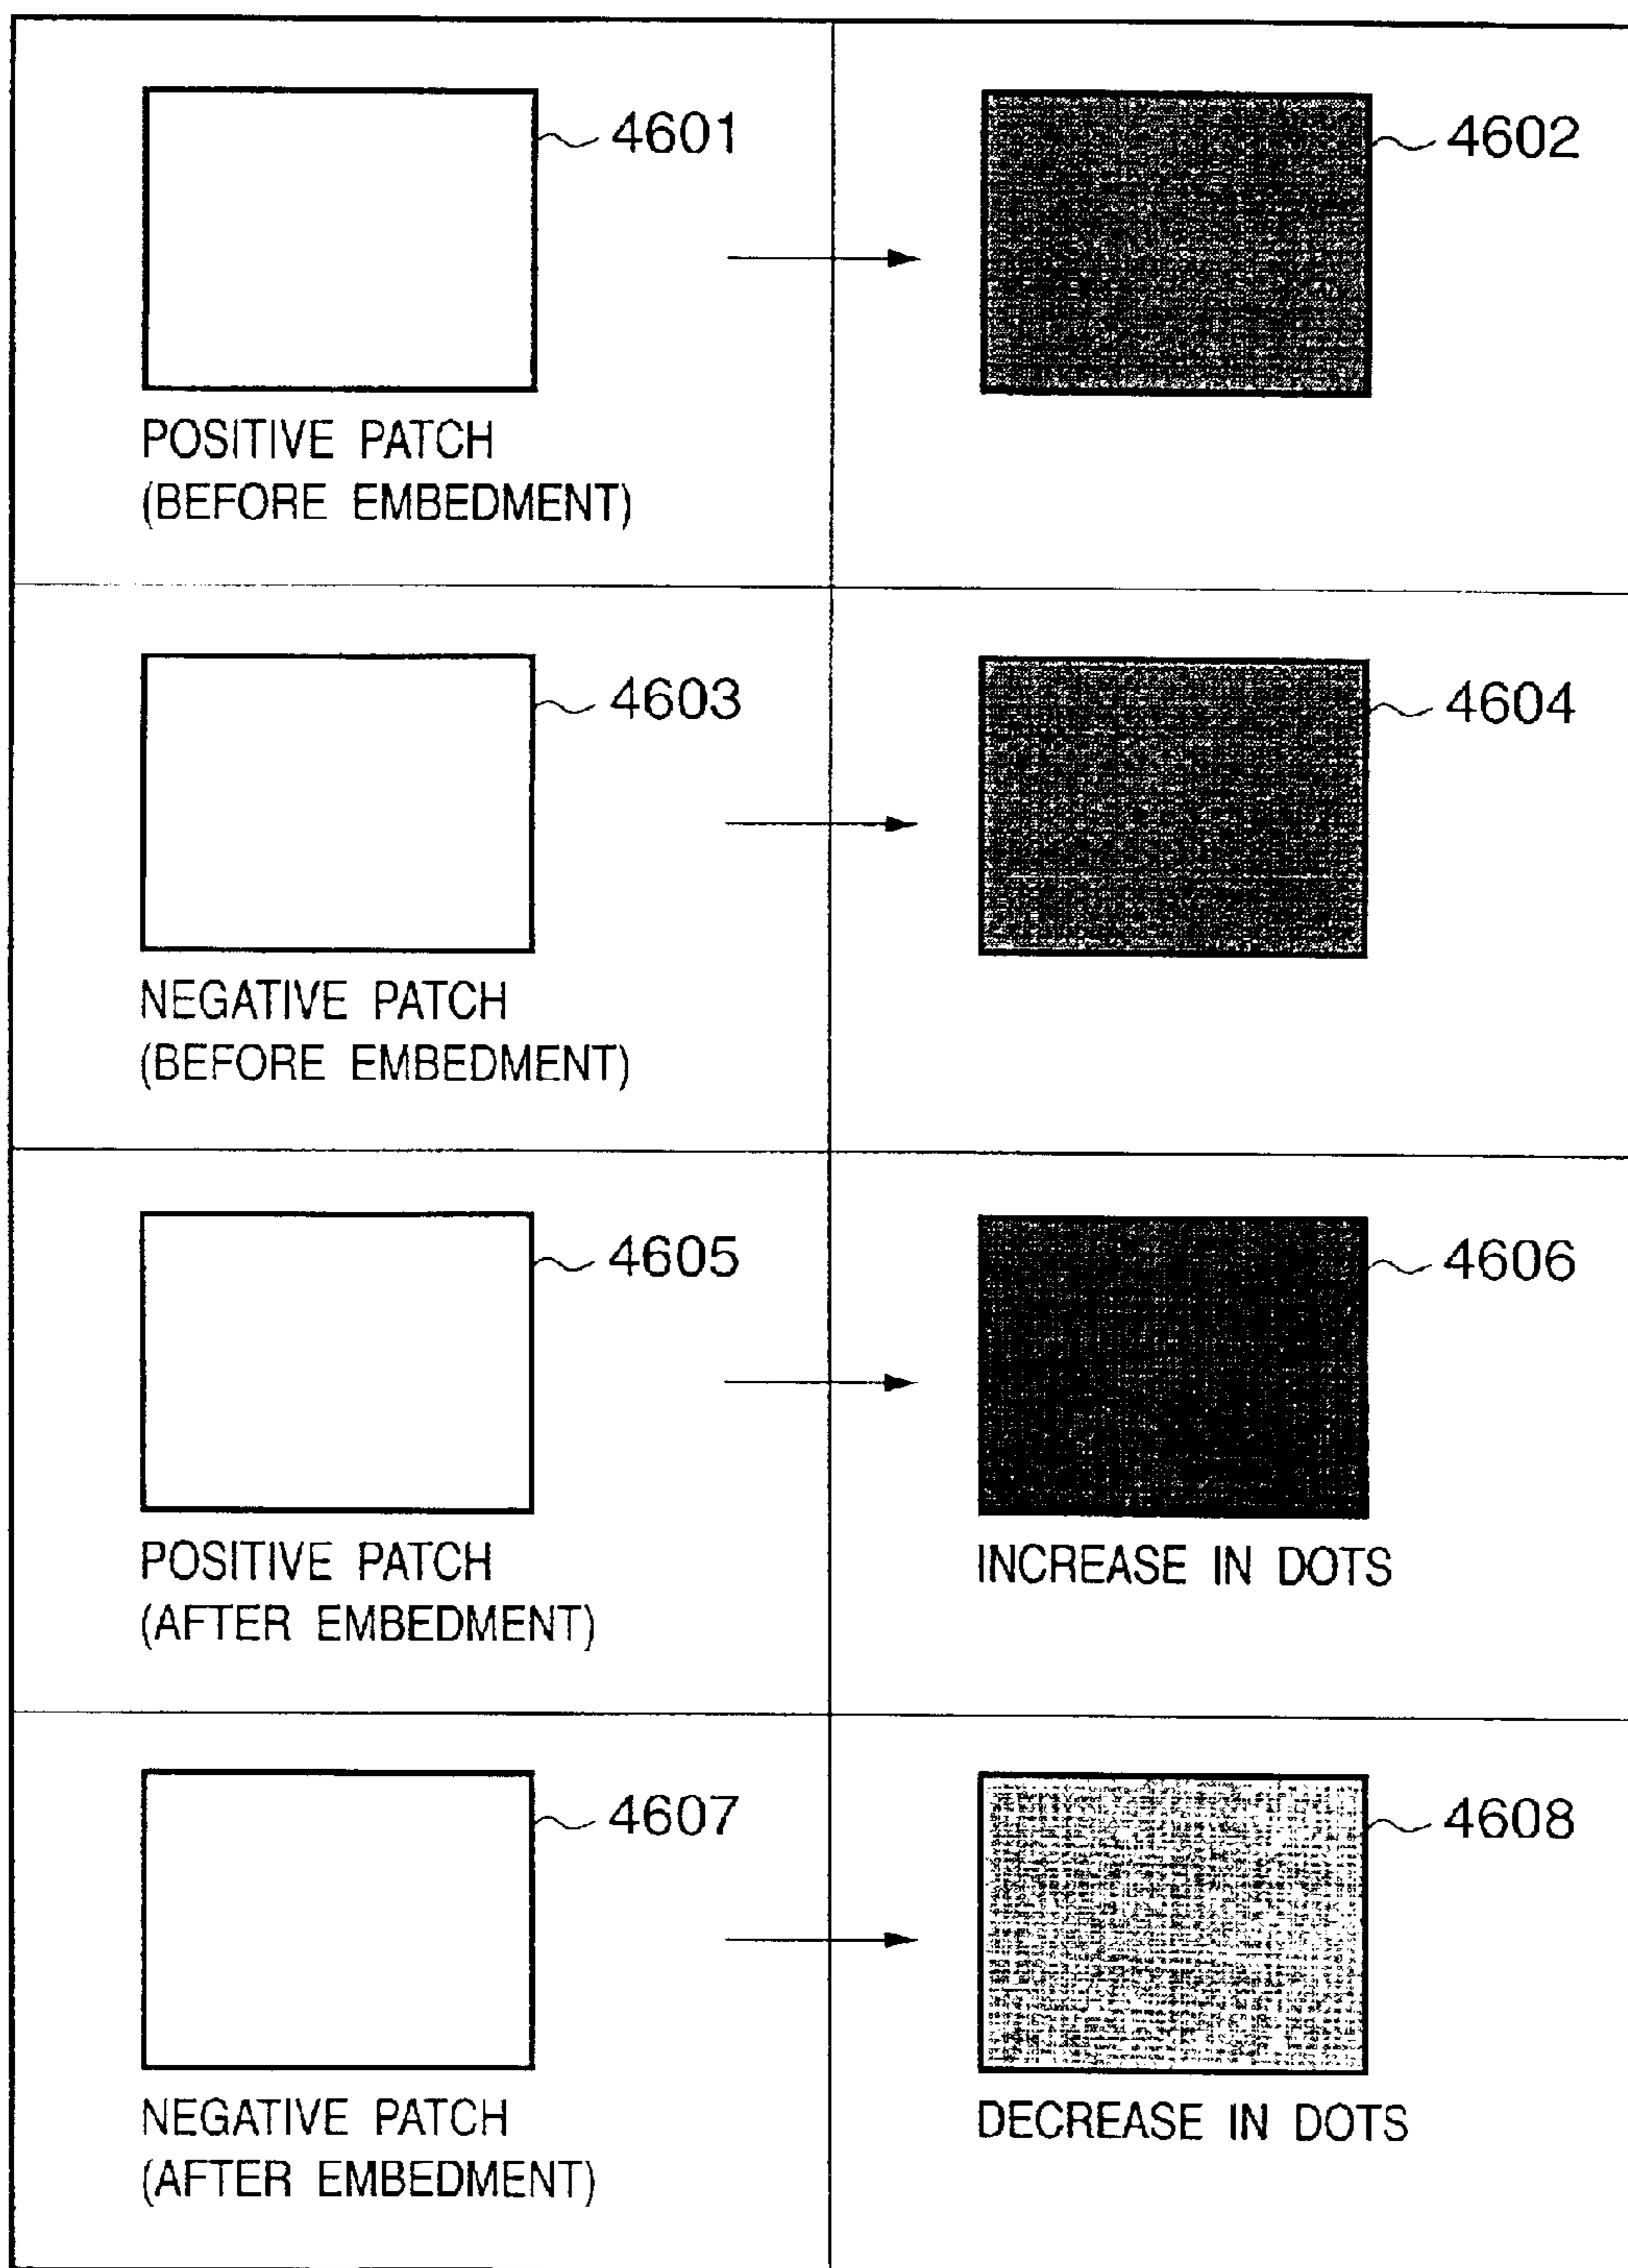 4601
4602
POSITIVE PATCH
(BEFORE EMBEDMENT)
4603
4604
NEGATIVE PATCH
(BEFORE EMBEDMENT)
4605
4606
POSITIVE PATCH
(AFTER EMBEDMENT)
INCREASE IN DOTS
4607
4608
NEGATIVE PATCH
(AFTER EMBEDMENT)
DECREASE IN DOTS